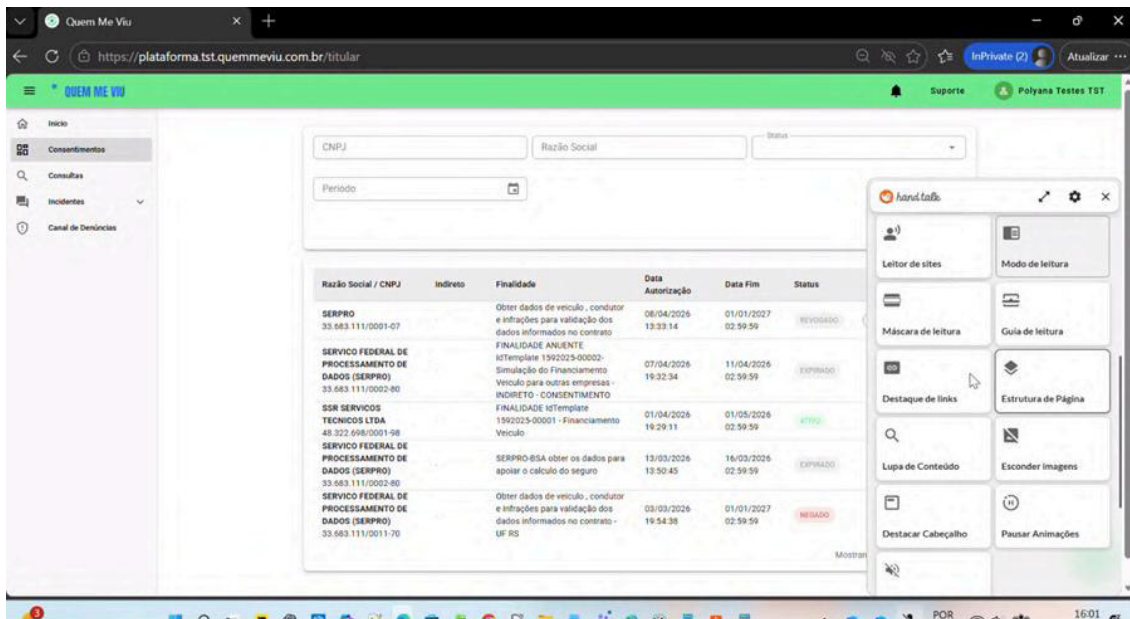 Quem Me Viu
https://plataforma.tst.quemmeviu.com.br/titular
InPrivate (2)
Atualizar
QUEM ME VIU
Suporte
Polyana Testes TST
Início
Consentimentos
Consultas
Incidentes
Canal de Denúncias
CNPJ
Razão Social
Status
Período
Razão Social / CNPJ Indireto Finalidade Data Autorização Data Fim Status
SERPRO
33.683.111/0001-07
Obter dados de veiculo , condutor
e infrações para validação dos
dados informados no contrato
08/04/2026
13:33:14
01/01/2027
02:59:59
REVOGADO
SERVICO FEDERAL DE
PROCESSAMENTO DE
DADOS (SERPRO)
33.683.111/0002-80
FINALIDADE ANUENTE
IdTemplate 1592025-00002-
Simulação do Financiamento
Veiculo para outras empresas -
INDIRETO - CONSENTIMENTO
07/04/2026
19:32:34
11/04/2026
02:59:59
EXPIRADO
SSR SERVICOS
TECNICOS LTDA
48.322.698/0001-98
FINALIDADE IdTemplate
1592025-00001 - Financiamento
Veiculo
01/04/2026
19:29:11
01/05/2026
02:59:59
ATIVO
SERVICO FEDERAL DE
PROCESSAMENTO DE
DADOS (SERPRO)
33.683.111/0002-80
SERPRO-BSA obter os dados para
apoiar o calculo do seguro
13/03/2026
13:50:45
16/03/2026
02:59:59
EXPIRADO
SERVICO FEDERAL DE
PROCESSAMENTO DE
DADOS (SERPRO)
33.683.111/0011-70
Obter dados de veiculo , condutor
e infrações para validação dos
dados informados no contrato -
UF RS
03/03/2026
19:54:38
01/01/2027
02:59:59
NEGADO
Mostran
hand talk
Leitor de sites
Modo de leitura
Máscara de leitura
Guia de leitura
Destaque de links
Estrutura de Página
Lupa de Conteúdo
Esconder imagens
Destacar Cabeçalho
Pausar Animações
3
POR
16:01